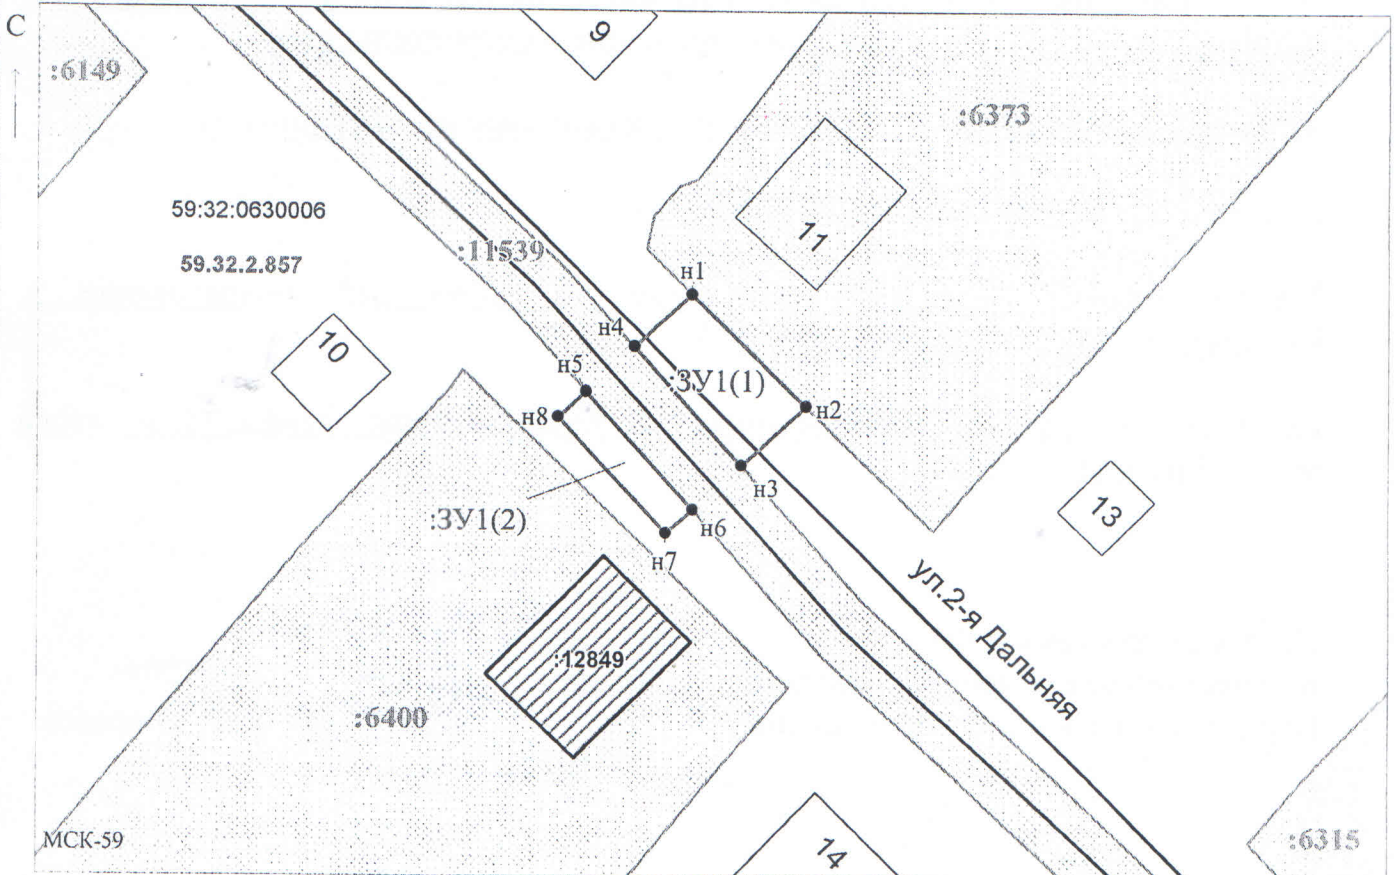 С
:6149
9
:6373
11
59:32:0630006
:11539
59.32.2.857
н1
н4
10
н5
:ЗУ1(1)
н8
н2
н3
13
:ЗУ1(2)
н6
н7
ул.2-я Дальняя
:12849
:6400
МСК-59
14
:6315